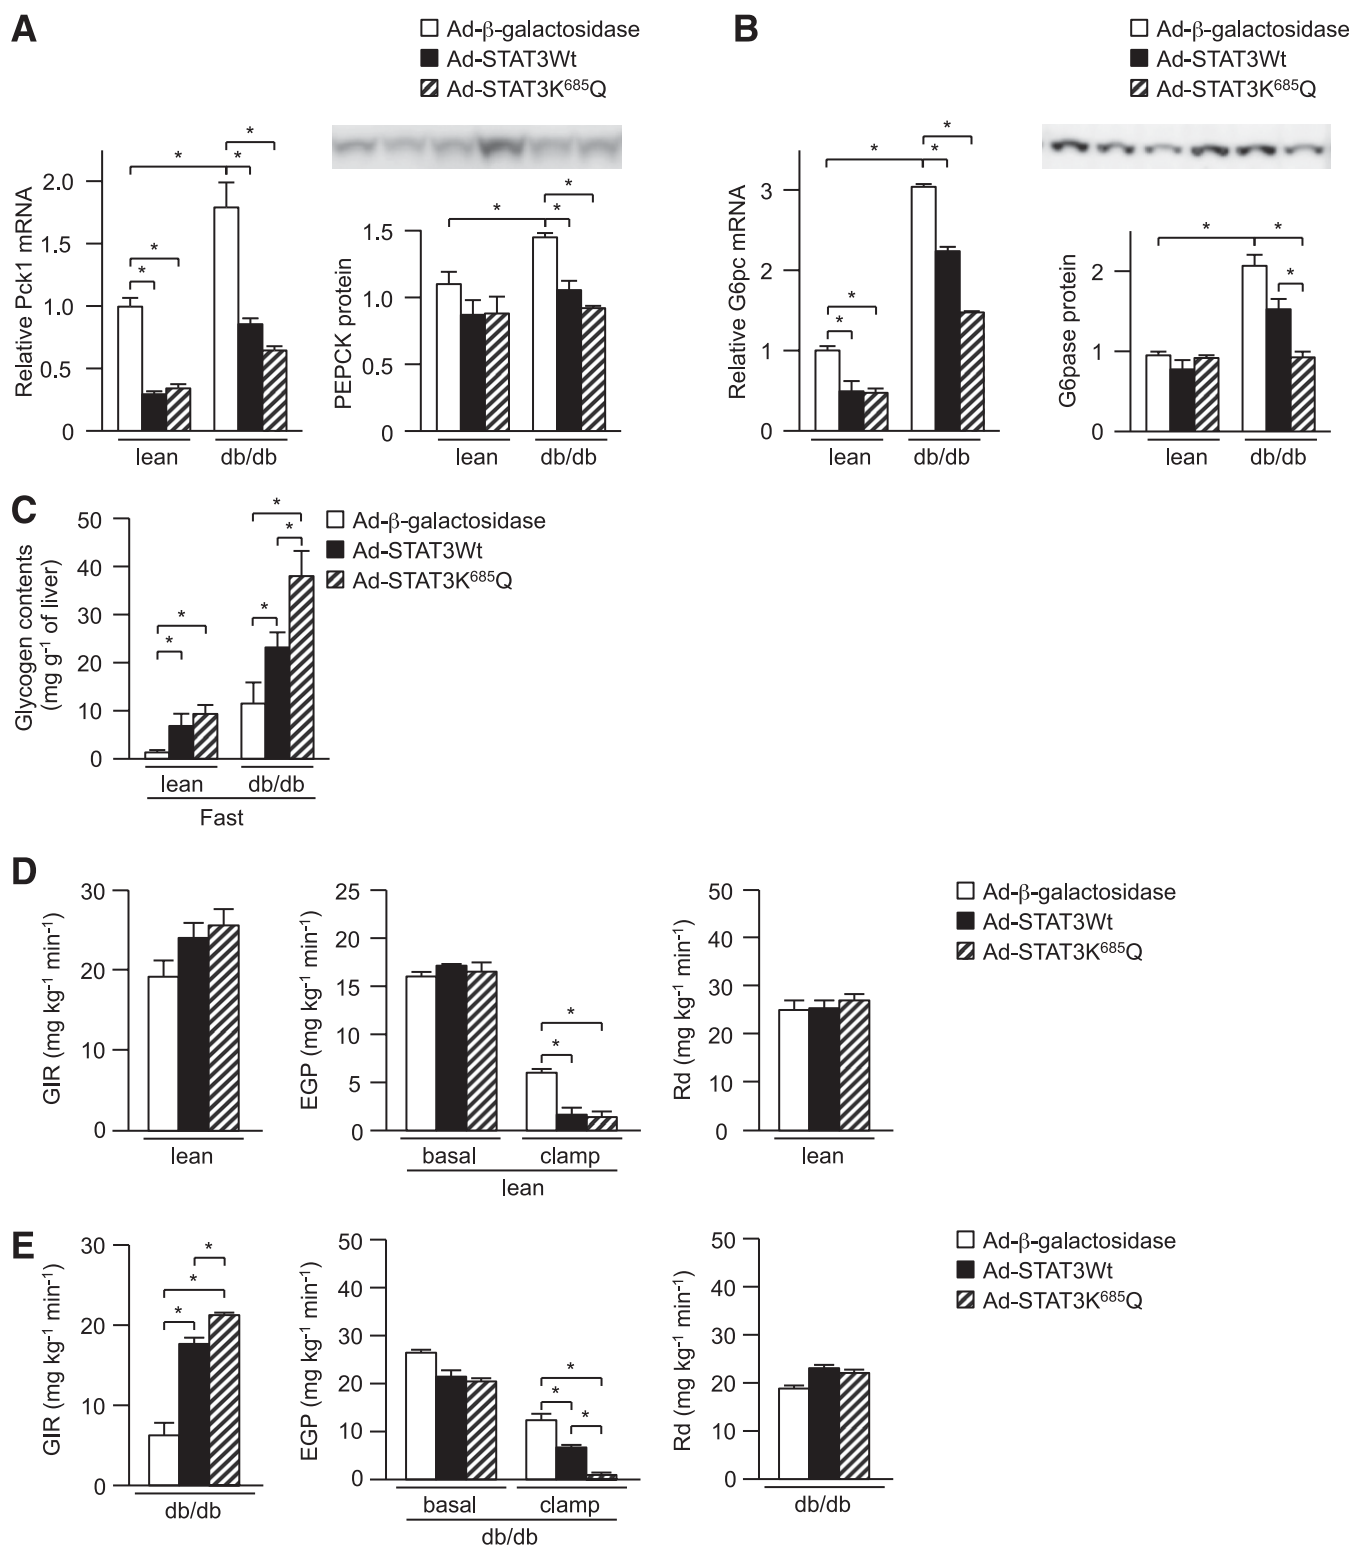 A
Ad-β-galactosidase
Ad-STAT3Wt
Ad-STAT3K⁶⁸⁵Q
Relative Pck1 mRNA
2.0
1.5
1.0
0.5
0
* * * * *
lean db/db
PEPCK protein
1.5
1.0
0.5
0
* * *
lean db/db
B
Ad-β-galactosidase
Ad-STAT3Wt
Ad-STAT3K⁶⁸⁵Q
Relative G6pc mRNA
3
2
1
0
* * * * *
lean db/db
G6pase protein
2
1
0
* * *
lean db/db
C
Ad-β-galactosidase
Ad-STAT3Wt
Ad-STAT3K⁶⁸⁵Q
Glycogen contents
(mg g⁻¹ of liver)
50
40
30
20
10
0
* * * * *
lean db/db
Fast
D
GIR (mg kg⁻¹ min⁻¹)
30
20
10
0
lean
EGP (mg kg⁻¹ min⁻¹)
25
20
15
10
5
0
* *
basal clamp
lean
Rd (mg kg⁻¹ min⁻¹)
50
40
30
20
10
0
lean
Ad-β-galactosidase
Ad-STAT3Wt
Ad-STAT3K⁶⁸⁵Q
E
GIR (mg kg⁻¹ min⁻¹)
30
20
10
0
* * *
db/db
EGP (mg kg⁻¹ min⁻¹)
50
40
30
20
10
0
* * *
basal clamp
db/db
Rd (mg kg⁻¹ min⁻¹)
50
40
30
20
10
0
db/db
Ad-β-galactosidase
Ad-STAT3Wt
Ad-STAT3K⁶⁸⁵Q